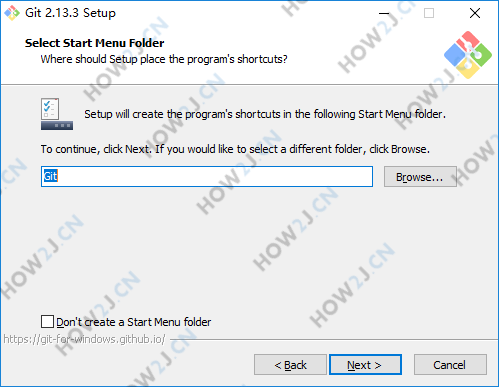 Git 2.13.3 Setup
Select Start Menu Folder
Where should Setup place the program's shortcuts?
Setup will create the program's shortcuts in the following Start Menu folder.
To continue, click Next. If you would like to select a different folder, click Browse.
Git
Browse...
Don't create a Start Menu folder
https://git-for-windows.github.io/
< Back
Next >
Cancel
HOW2J.CN
HOW2J.CN
HOW2J.CN
HOW2J.CN
HOW2J.CN
HOW2J.CN
HOW2J.CN
HOW2J.CN
HOW2J.CN